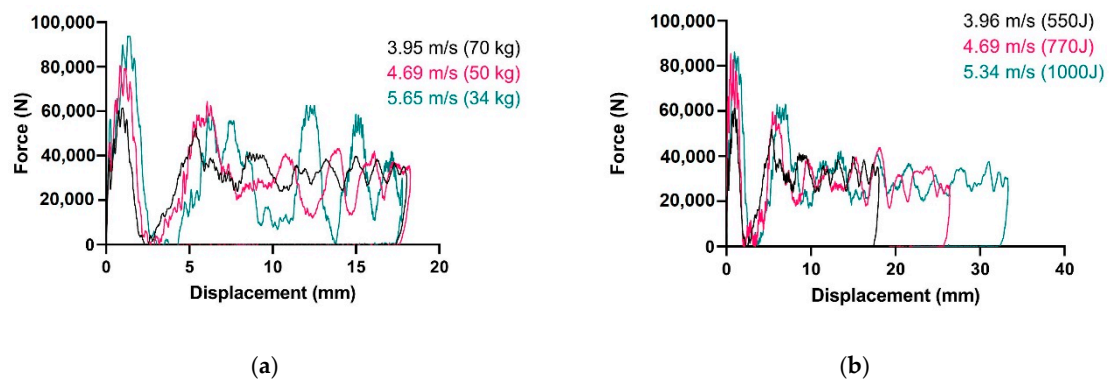 100,000
80,000
60,000
40,000
20,000
0
Force (N)
3.95 m/s (70 kg)
4.69 m/s (50 kg)
5.65 m/s (34 kg)
0 5 10 15 20
Displacement (mm)
(a)
100,000
80,000
60,000
40,000
20,000
0
Force (N)
3.96 m/s (550J)
4.69 m/s (770J)
5.34 m/s (1000J)
0 10 20 30 40
Displacement (mm)
(b)